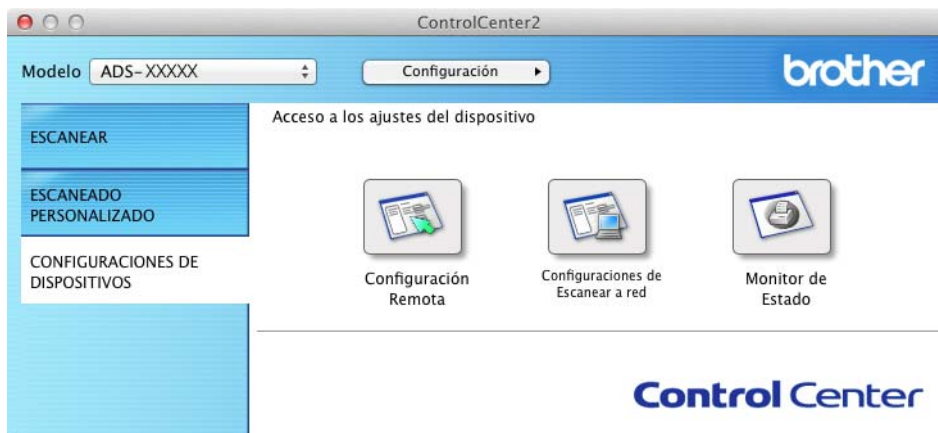 ControlCenter2
Modelo ADS-XXXXX Configuración brother
ESCANEAR
ESCANEADO
PERSONALIZADO
CONFIGURACIONES DE
DISPOSITIVOS
Acceso a los ajustes del dispositivo
Configuración
Remota
Configuraciones de
Escanear a red
Monitor de
Estado
Control Center